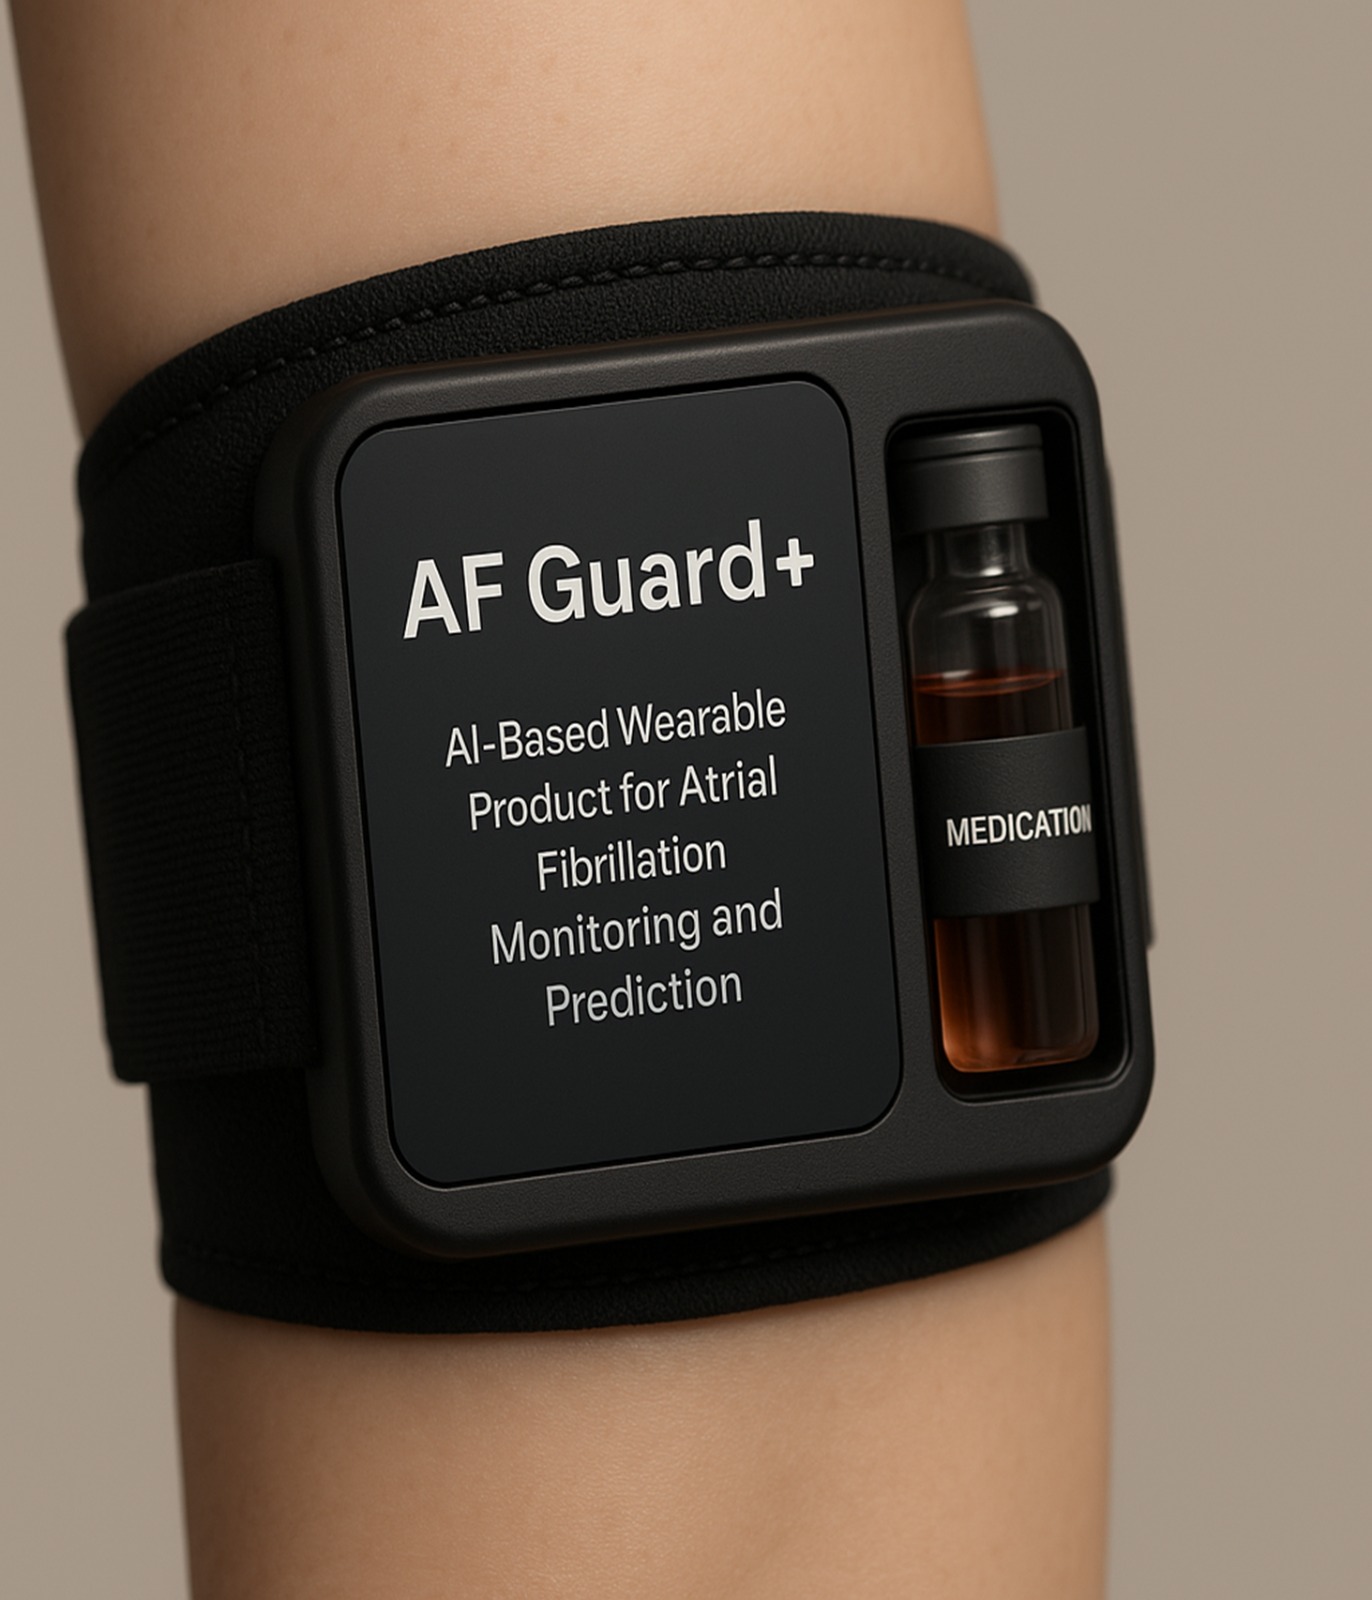 AF Guard+
AI-Based Wearable
Product for Atrial
Fibrillation
Monitoring and
Prediction
MEDICATION